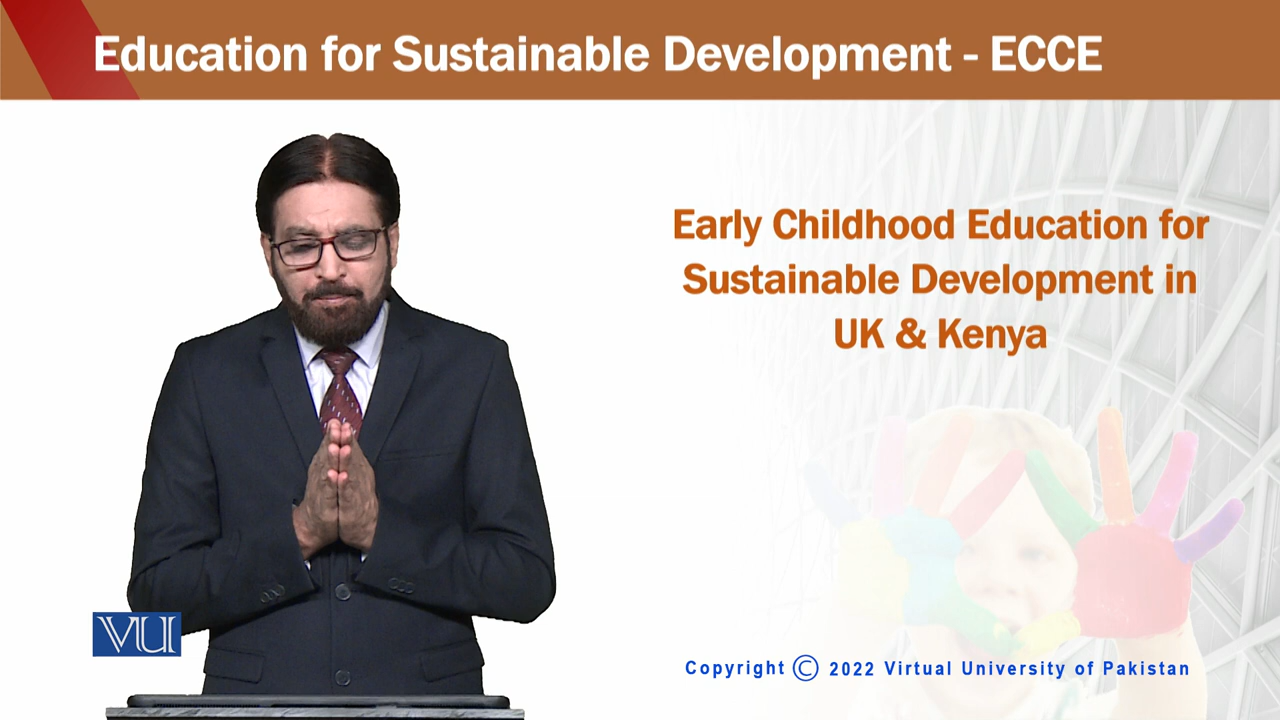 Education for Sustainable Development - ECCE
Early Childhood Education for
Sustainable Development in
UK & Kenya
VU
Copyright © 2022 Virtual University of Pakistan